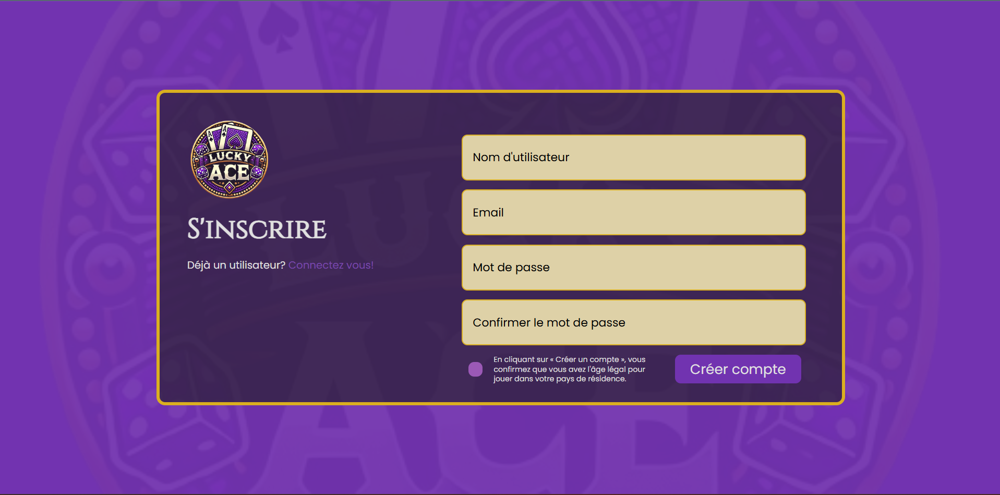 LUCKY
ACE
S'INSCRIRE
Déjà un utilisateur? Connectez vous!
Nom d'utilisateur
Email
Mot de passe
Confirmer le mot de passe
En cliquant sur « Créer un compte », vous
confirmez que vous avez l'âge légal pour
jouer dans votre pays de résidence.
Créer compte
LUCKY
ACE